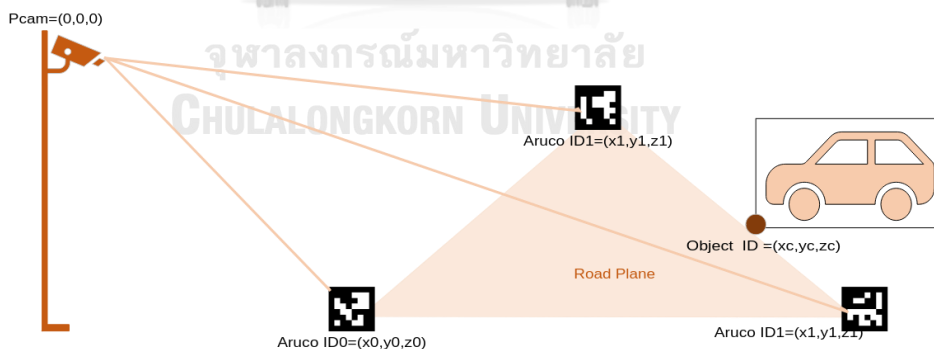 Pcam=(0,0,0)
จุฬาลงกรณ์มหาวิทยาลัย
CHULALONGKORN UNIVERSITY
Aruco ID1=(x1,y1,z1)
Object ID =(xc,yc,zc)
Road Plane
Aruco ID1=(x1,y1,z1)
Aruco ID0=(x0,y0,z0)